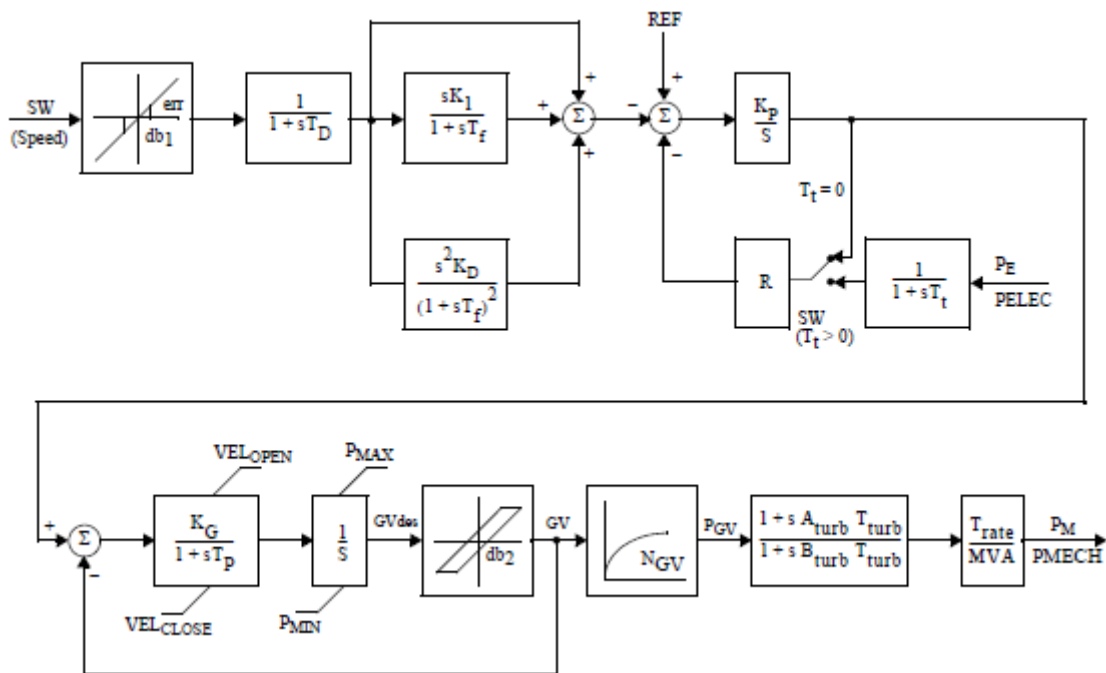 REF
SW
(Speed)
err
db1
1
1 + sTD
sK1
1 + sTf
+
+
+
Σ
−
+
Σ
−
KP
S
Tt = 0
s2KD
(1 + sTf)2
R
SW
(Tt > 0)
1
1 + sTt
PE
PELEC
VELOPEN
PMAX
+
Σ
−
KG
1 + sTp
1
S
GVdes
db2
GV
NGV
PGV
1 + s Aturb Tturb
1 + s Bturb Tturb
Trate
MVA
PM
PMECH
VELCLOSE
PMIN